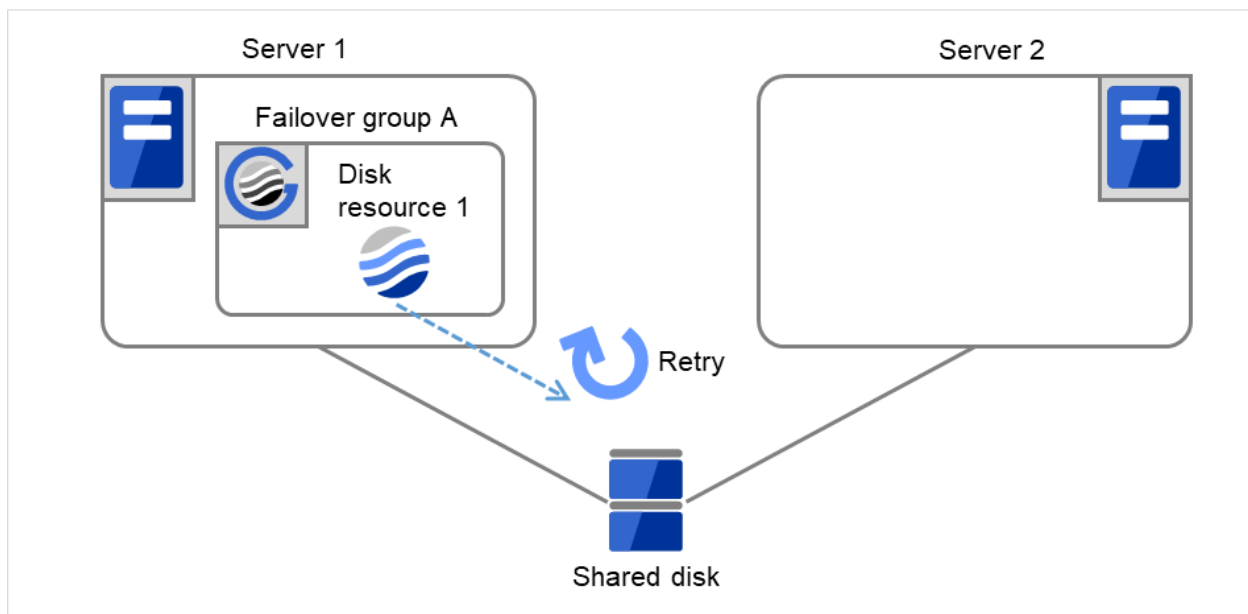 Server 1
Server 2
Failover group A
Disk
resource 1
Retry
Shared disk